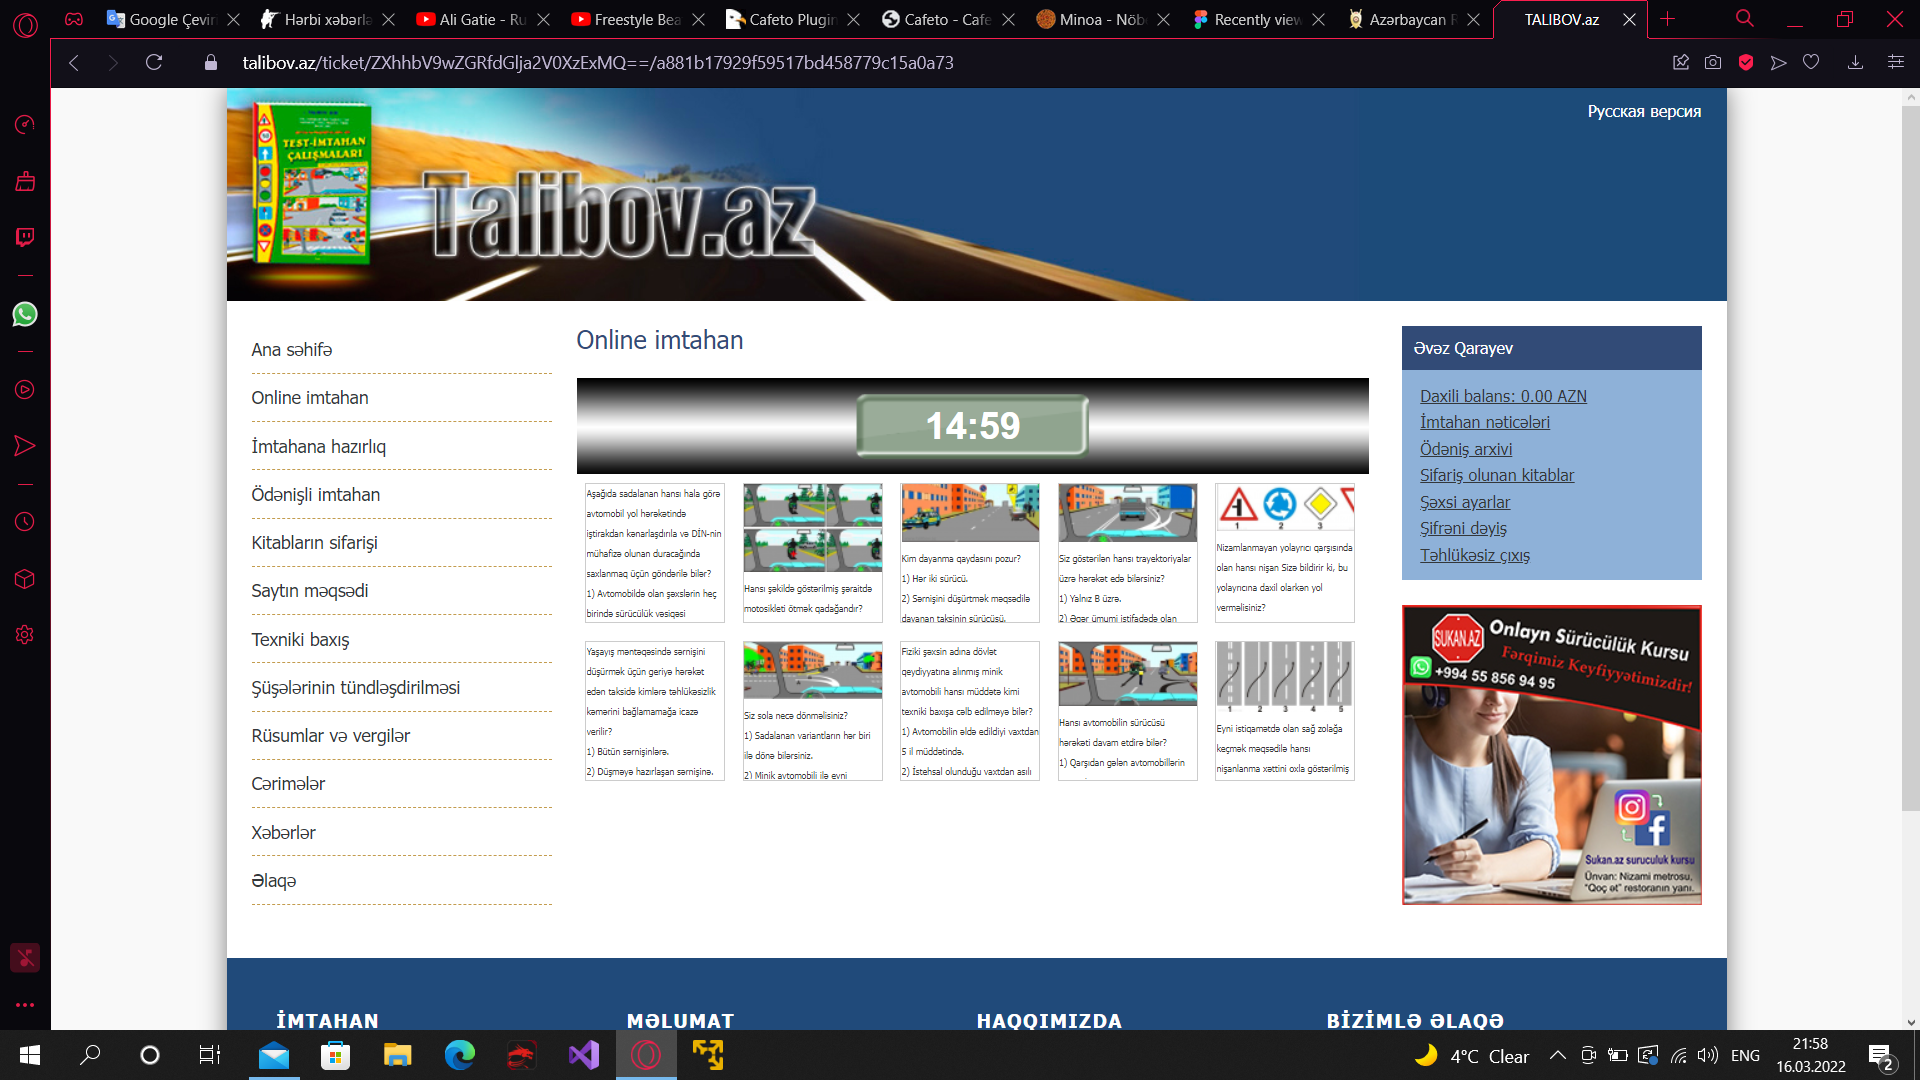 Google Çevir
Hərbi xəbərlə
Ali Gatie - Ru
Freestyle Bea
Cafeto Plugin
Cafeto - Cafe
Minoa - Nöb
Recently view
Azərbaycan R
TALIBOV.az
talibov.az/ticket/ZXhhbV9wZGRfdGlja2V0XzExMQ==/a881b17929f59517bd458779c15a0a73
Русская версия
TEST-İMTAHAN
ÇALIŞMALARI
Talibov.az
Ana səhifə
Online imtahan
İmtahana hazırlıq
Ödənişli imtahan
Kitabların sifarişi
Saytın məqsədi
Texniki baxış
Şüşələrinin tündləşdirilməsi
Rüsumlar və vergilər
Cərimələr
Xəbərlər
Əlaqə
Online imtahan
14:59
Aşağıda sadalanan hansı hala görə
avtomobil yol hərəkətində
iştirakdan kənarlaşdırıla və DİN-nin
mühafizə olunan duracağında
saxlanmaq üçün göndərilə bilər?
1) Avtomobildə olan şəxslərin heç
birində sürücülük vəsiqəsi
Hansı şəkildə göstərilmiş şəraitdə
motosikleti ötmək qadağandır?
Kim dayanma qaydasını pozur?
1) Hər iki sürücü.
2) Sərnişini düşürtmək məqsədilə
dayanan taksinin sürücüsü.
Siz göstərilən hansı trayektoriyalar
üzrə hərəkət edə bilərsiniz?
1) Yalnız B üzrə.
2) Əgər ümumi istifadədə olan
1 2 3
Nizamlanmayan yolayrıcı qarşısında
olan hansı nişan Sizə bildirir ki, bu
yolayrıcına daxil olarkən yol
verməlisiniz?
Yaşayış məntəqəsində sərnişini
düşürmək üçün geriyə hərəkət
edən taksidə kimlərə təhlükəsizlik
kəmərini bağlamamağa icazə
verilir?
1) Bütün sərnişinlərə.
2) Düşməyə hazırlaşan sərnişinə.
Siz sola necə dönməlisiniz?
1) Sadalanan variantların hər biri
ilə dönə bilərsiniz.
2) Minik avtomobili ilə eyni
Fiziki şəxsin adına dövlət
qeydiyyatına alınmış minik
avtomobili hansı müddətə kimi
texniki baxışa cəlb edilməyə bilər?
1) Avtomobilin əldə edildiyi vaxtdan
5 il müddətində.
2) İstehsal olunduğu vaxtdan asılı
Hansı avtomobilin sürücüsü
hərəkəti davam etdirə bilər?
1) Qarşıdan gələn avtomobillərin
1 2 3 4 5
Eyni istiqamətdə olan sağ zolağa
keçmək məqsədilə hansı
nişanlanma xəttini oxla göstərilmiş
Əvəz Qarayev
Daxili balans: 0.00 AZN
İmtahan nəticələri
Ödəniş arxivi
Sifariş olunan kitablar
Şəxsi ayarlar
Şifrəni dəyiş
Təhlükəsiz çıxış
SUKAN.AZ
Onlayn Sürücülük Kursu
Fərqimiz Keyfiyyətimizdir!
+994 55 856 94 95
Sukan.az suruculuk kursu
Ünvan: Nizami metrosu,
"Qoç ət" restoranın yanı.
İMTAHAN
MƏLUMAT
HAQQIMIZDA
BİZİMLƏ ƏLAQƏ
4°C Clear
ENG
21:58
16.03.2022
2